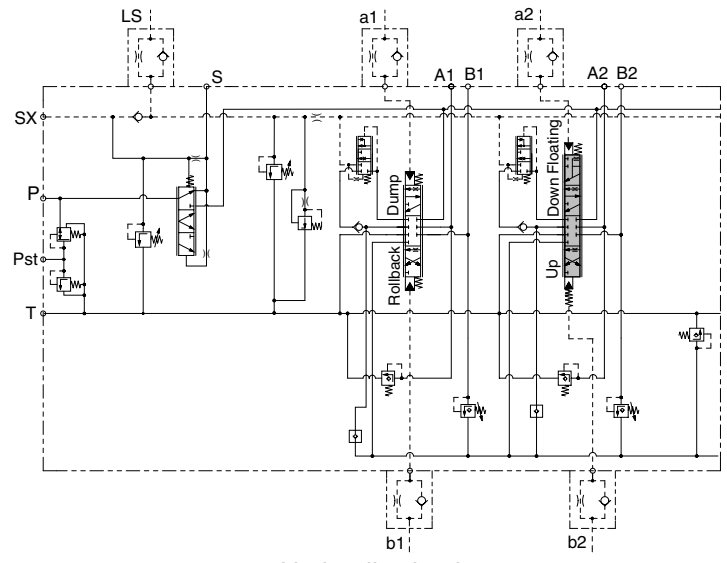 LS
a1
a2
S
A1
B1
A2
B2
SX
P
Pst
T
Dump
Rollback
Down Floating
Up
b1
b2